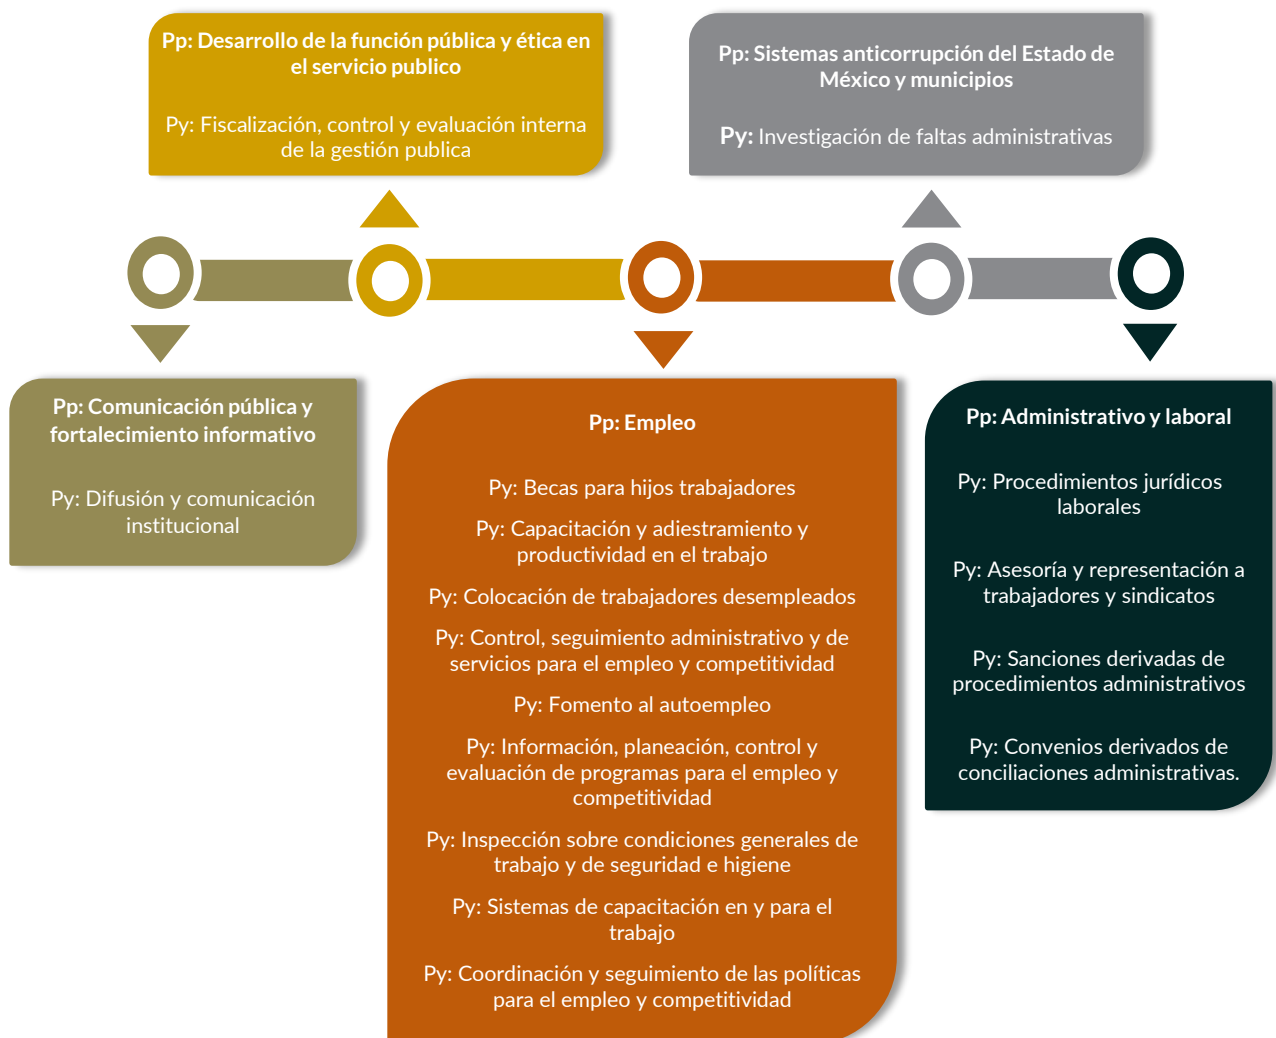 Pp: Desarrollo de la función pública y ética en
el servicio publico
Py: Fiscalización, control y evaluación interna
de la gestión publica
Pp: Sistemas anticorrupción del Estado de
México y municipios
Py: Investigación de faltas administrativas
Pp: Comunicación pública y
fortalecimiento informativo
Py: Difusión y comunicación
institucional
Pp: Empleo
Py: Becas para hijos trabajadores
Py: Capacitación y adiestramiento y
productividad en el trabajo
Py: Colocación de trabajadores desempleados
Py: Control, seguimiento administrativo y de
servicios para el empleo y competitividad
Py: Fomento al autoempleo
Py: Información, planeación, control y
evaluación de programas para el empleo y
competitividad
Py: Inspección sobre condiciones generales de
trabajo y de seguridad e higiene
Py: Sistemas de capacitación en y para el
trabajo
Py: Coordinación y seguimiento de las políticas
para el empleo y competitividad
Pp: Administrativo y laboral
Py: Procedimientos jurídicos
laborales
Py: Asesoría y representación a
trabajadores y sindicatos
Py: Sanciones derivadas de
procedimientos administrativos
Py: Convenios derivados de
conciliaciones administrativas.